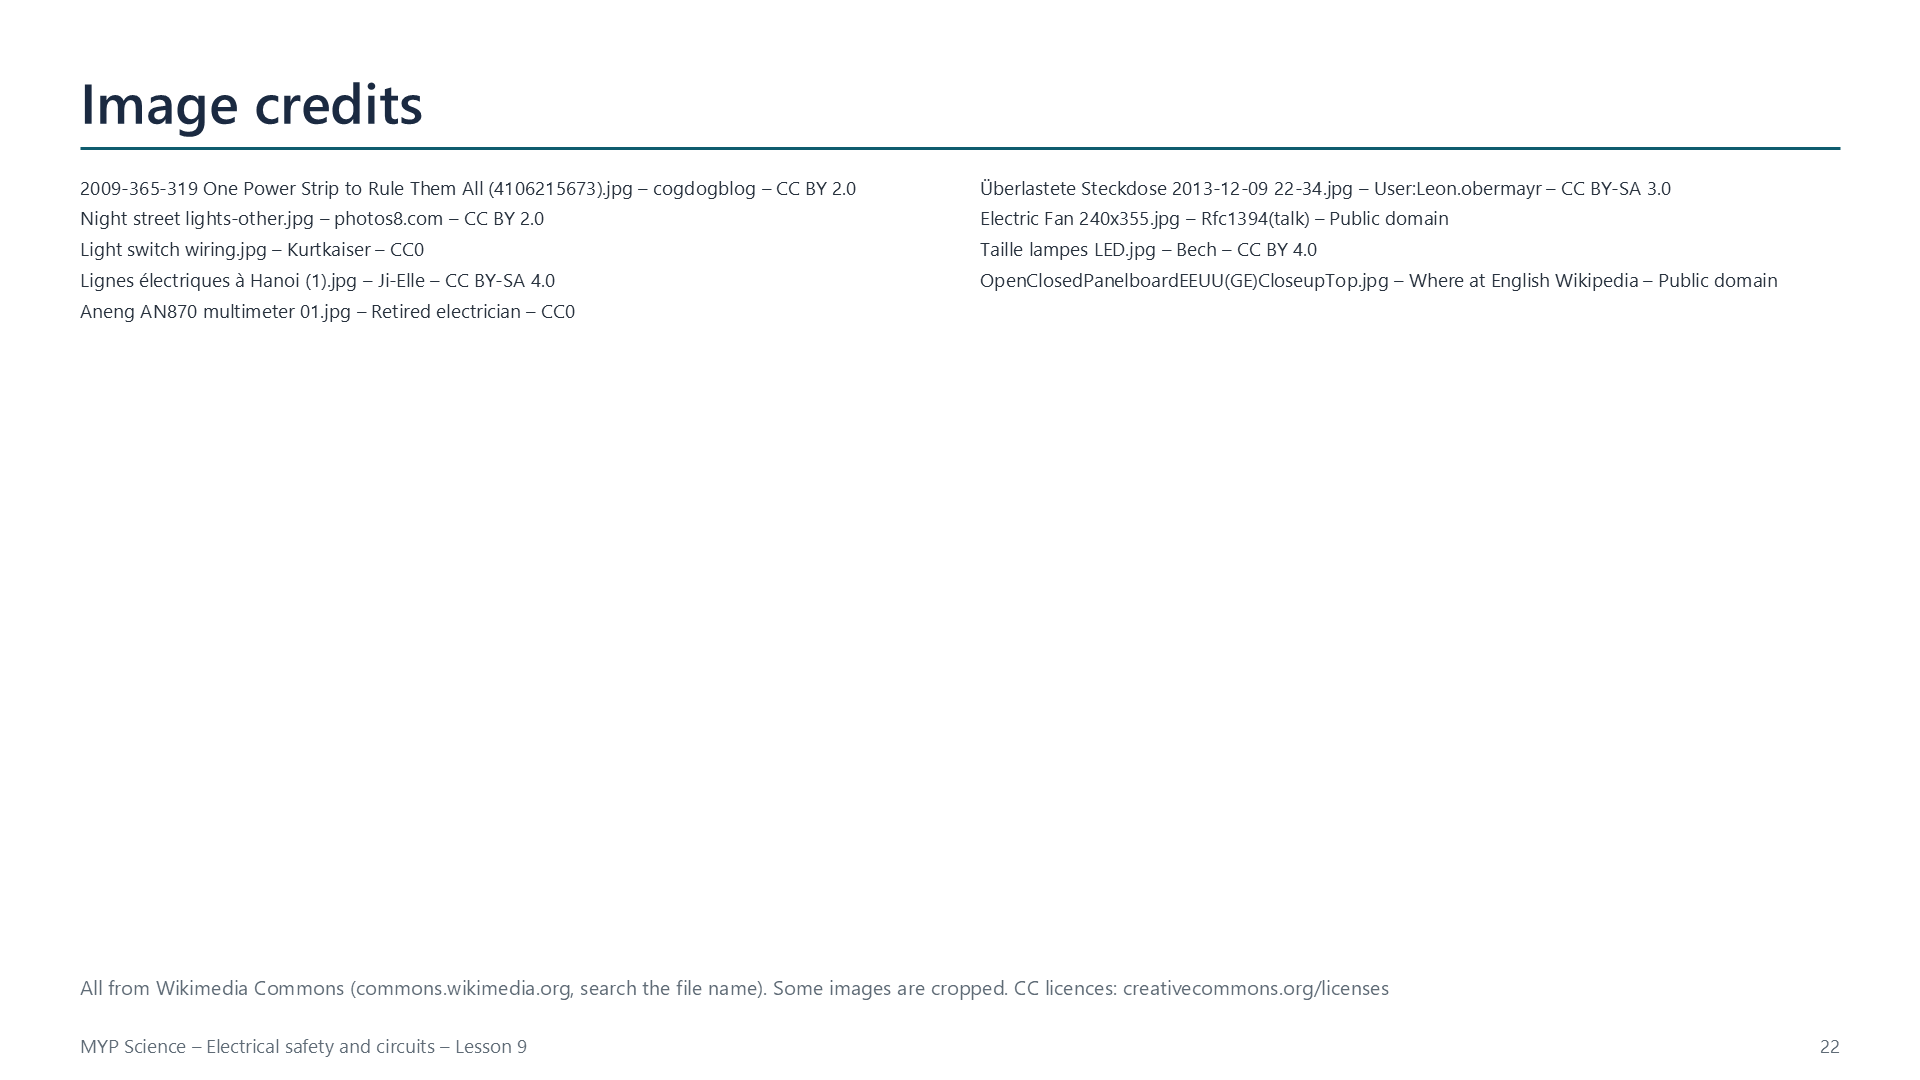 Image credits
2009-365-319 One Power Strip to Rule Them All (4106215673).jpg – cogdogblog – CC BY 2.0
Night street lights-other.jpg – photos8.com – CC BY 2.0
Light switch wiring.jpg – Kurtkaiser – CC0
Lignes électriques à Hanoi (1).jpg – Ji-Elle – CC BY-SA 4.0
Aneng AN870 multimeter 01.jpg – Retired electrician – CC0
Überlastete Steckdose 2013-12-09 22-34.jpg – User:Leon.obermayr – CC BY-SA 3.0
Electric Fan 240x355.jpg – Rfc1394(talk) – Public domain
Taille lampes LED.jpg – Bech – CC BY 4.0
OpenClosedPanelboardEEUU(GE)CloseupTop.jpg – Where at English Wikipedia – Public domain
All from Wikimedia Commons (commons.wikimedia.org, search the file name). Some images are cropped. CC licences: creativecommons.org/licenses
MYP Science – Electrical safety and circuits – Lesson 9
22